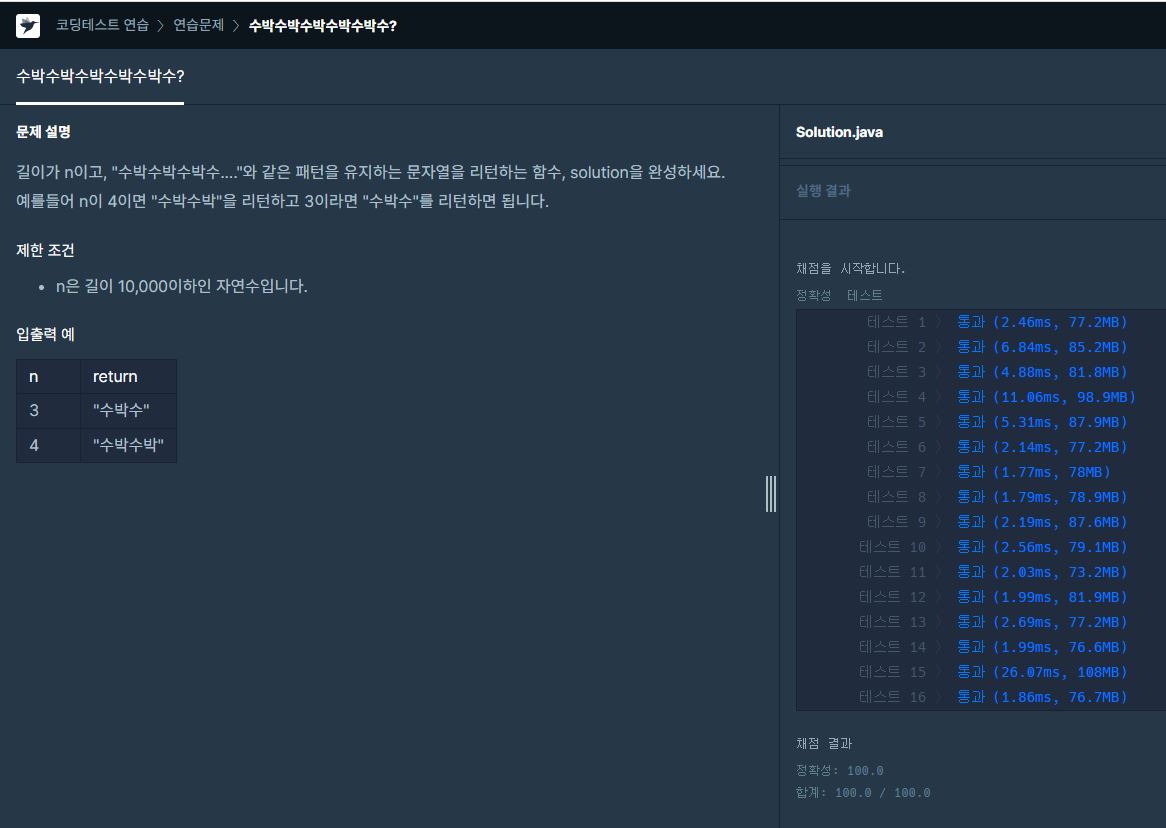 코딩테스트 연습 > 연습문제 > 수박수박수박수박수박수?
수박수박수박수박수박수?
문제 설명
길이가 n이고, "수박수박수박수...."와 같은 패턴을 유지하는 문자열을 리턴하는 함수, solution을 완성하세요.
예를들어 n이 4이면 "수박수박"을 리턴하고 3이라면 "수박수"를 리턴하면 됩니다.
제한 조건
• n은 길이 10,000이하인 자연수입니다.
입출력 예
n return
3 "수박수"
4 "수박수박"
Solution.java
실행 결과
채점을 시작합니다.
정확성 테스트
테스트 1 > 통과 (2.46ms, 77.2MB)
테스트 2 > 통과 (6.84ms, 85.2MB)
테스트 3 > 통과 (4.88ms, 81.8MB)
테스트 4 > 통과 (11.06ms, 98.9MB)
테스트 5 > 통과 (5.31ms, 87.9MB)
테스트 6 > 통과 (2.14ms, 77.2MB)
테스트 7 > 통과 (1.77ms, 78MB)
테스트 8 > 통과 (1.79ms, 78.9MB)
테스트 9 > 통과 (2.19ms, 87.6MB)
테스트 10 > 통과 (2.56ms, 79.1MB)
테스트 11 > 통과 (2.03ms, 73.2MB)
테스트 12 > 통과 (1.99ms, 81.9MB)
테스트 13 > 통과 (2.69ms, 77.2MB)
테스트 14 > 통과 (1.99ms, 76.6MB)
테스트 15 > 통과 (26.07ms, 108MB)
테스트 16 > 통과 (1.86ms, 76.7MB)
채점 결과
정확성: 100.0
합계: 100.0 / 100.0